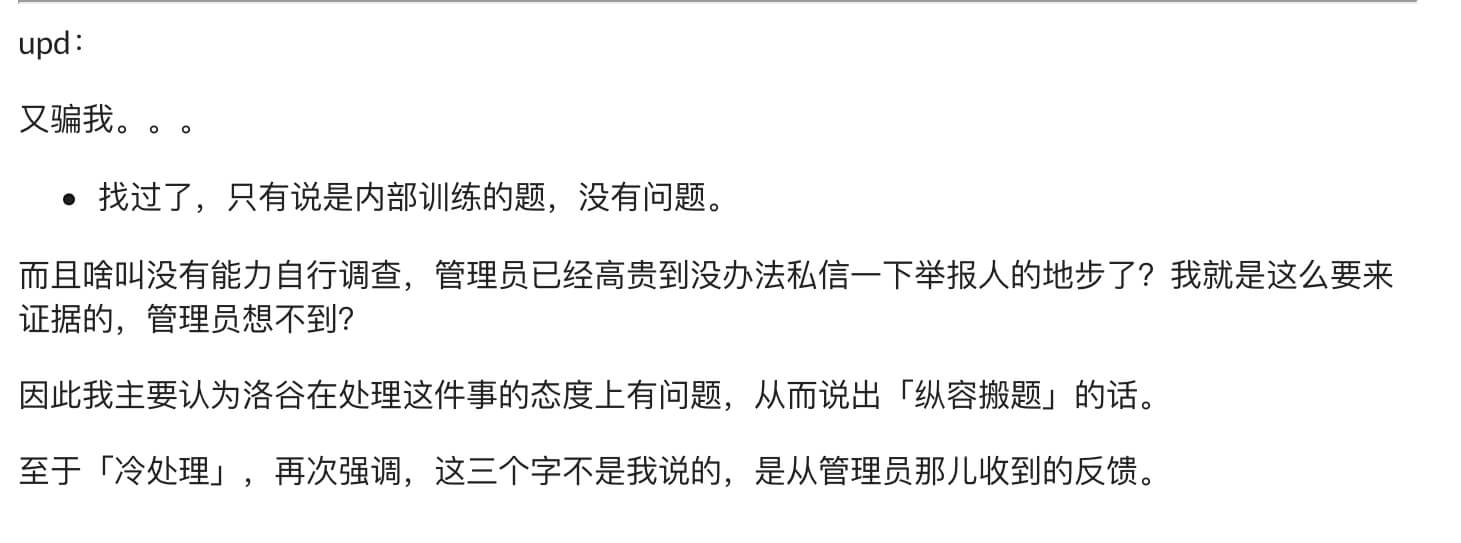 upd：
又骗我。。。
找过了，只有说是内部训练的题，没有问题。
而且啥叫没有能力自行调查，管理员已经高贵到没办法私信一下举报人的地步了？我就是这么要来
证据的，管理员想不到？
因此我主要认为洛谷在处理这件事的态度上有问题，从而说出「纵容搬题」的话。
至于「冷处理」，再次强调，这三个字不是我说的，是从管理员那儿收到的反馈。